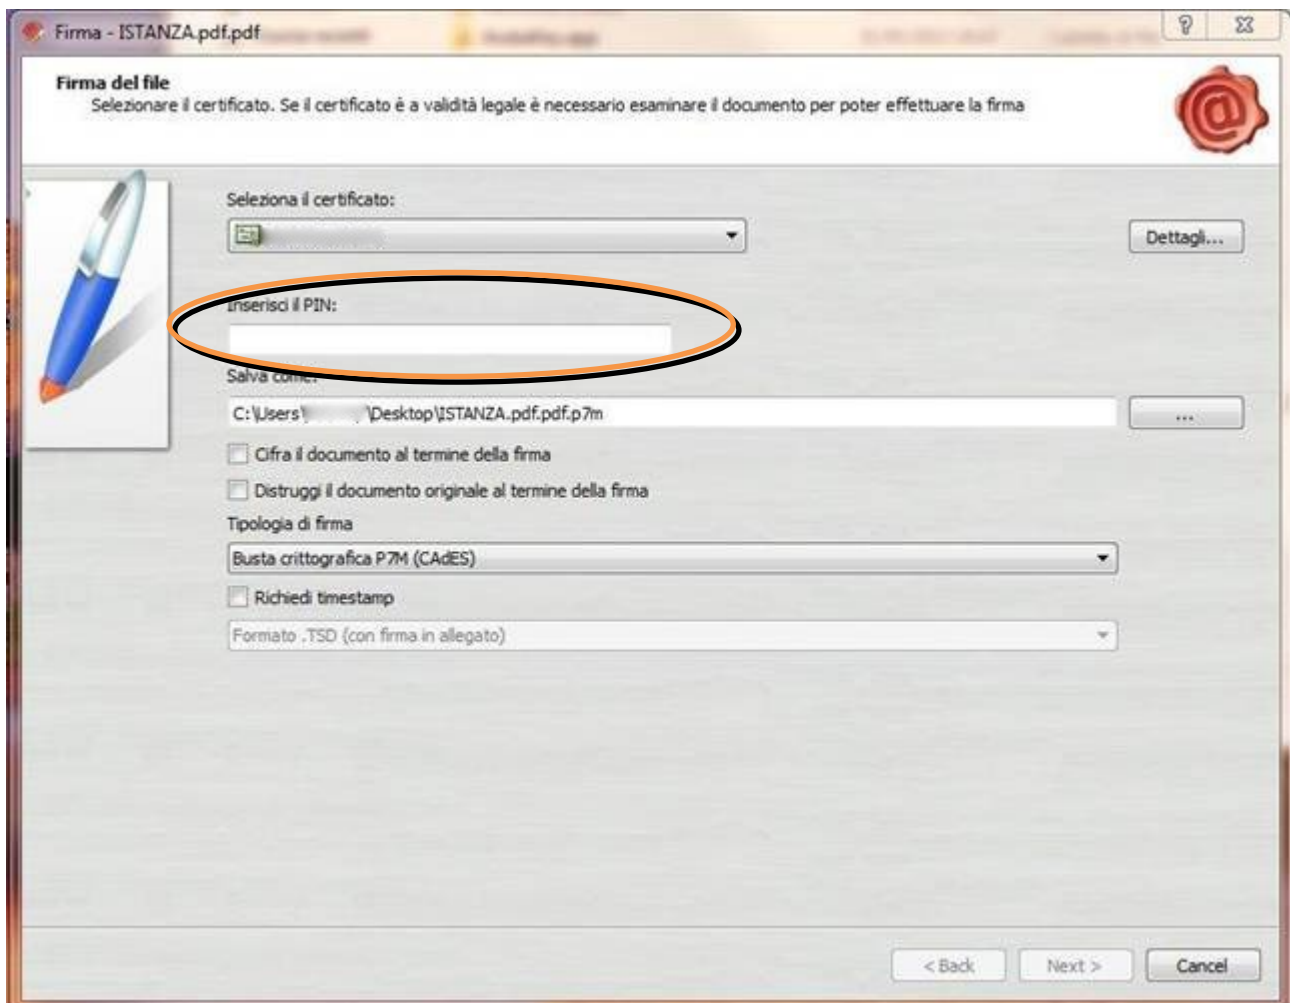 Firma - ISTANZA.pdf.pdf
Firma del file
Selezionare il certificato. Se il certificato è a validità legale è necessario esaminare il documento per poter effettuare la firma
Seleziona il certificato:
Dettagli...
Inserisci il PIN:
Salva come:
C:\Users\ \Desktop\ISTANZA.pdf.pdf.p7m
...
Cifra il documento al termine della firma
Distruggi il documento originale al termine della firma
Tipologia di firma
Busta crittografica P7M (CAdES)
Richiedi timestamp
Formato .TSD (con firma in allegato)
< Back Next > Cancel